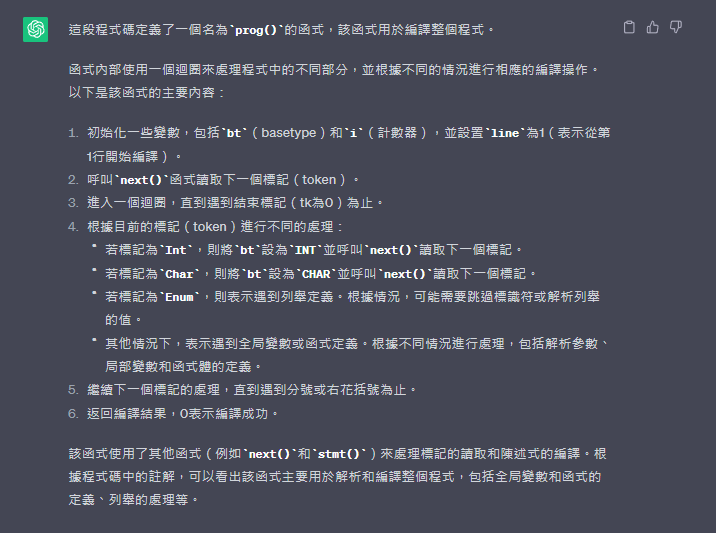 這段程式碼定義了一個名為`prog()`的函式，該函式用於編譯整個程式。
函式內部使用一個迴圈來處理程式中的不同部分，並根據不同的情況進行相應的編譯操作。
以下是該函式的主要內容：
1. 初始化一些變數，包括`bt`（basetype）和`i`（計數器），並設置`line`為1（表示從第
1行開始編譯）。
2. 呼叫`next()`函式讀取下一個標記（token）。
3. 進入一個迴圈，直到遇到結束標記（tk為0）為止。
4. 根據目前的標記（token）進行不同的處理：
• 若標記為`Int`，則將`bt`設為`INT`並呼叫`next()`讀取下一個標記。
• 若標記為`Char`，則將`bt`設為`CHAR`並呼叫`next()`讀取下一個標記。
• 若標記為`Enum`，則表示遇到列舉定義。根據情況，可能需要跳過標識符或解析列舉
的值。
• 其他情況下，表示遇到全局變數或函式定義。根據不同情況進行處理，包括解析參數、
局部變數和函式體的定義。
5. 繼續下一個標記的處理，直到遇到分號或右花括號為止。
6. 返回編譯結果，0表示編譯成功。
該函式使用了其他函式（例如`next()`和`stmt()`）來處理標記的讀取和陳述式的編譯。根
據程式碼中的註解，可以看出該函式主要用於解析和編譯整個程式，包括全局變數和函式的
定義、列舉的處理等。